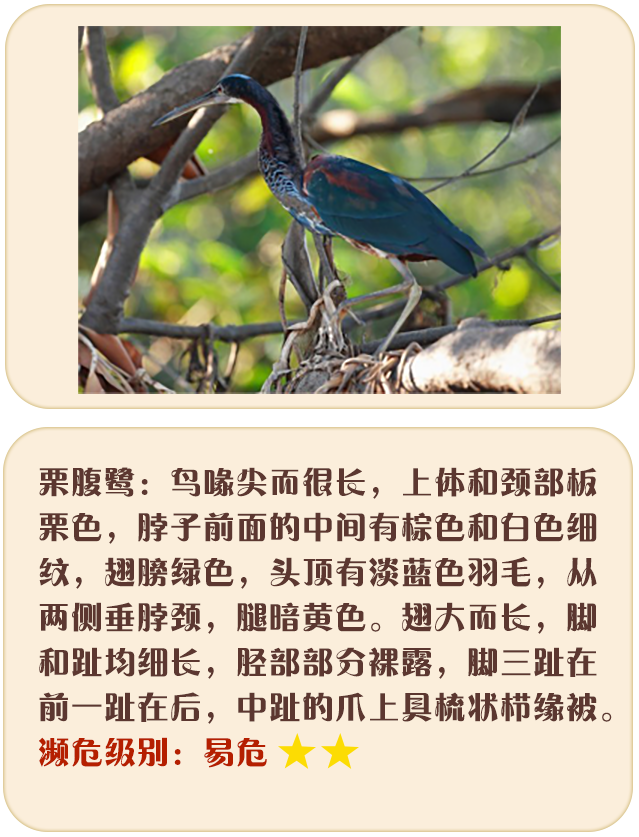 栗腹鹭：鸟喙尖而很长，上体和颈部板
栗色，脖子前面的中间有棕色和白色细
纹，翅膀绿色，头顶有淡蓝色羽毛，从
两侧垂脖颈，腿暗黄色。翅大而长，脚
和趾均细长，胫部部分裸露，脚三趾在
前一趾在后，中趾的爪上具梳状栉缘被。
濒危级别：易危